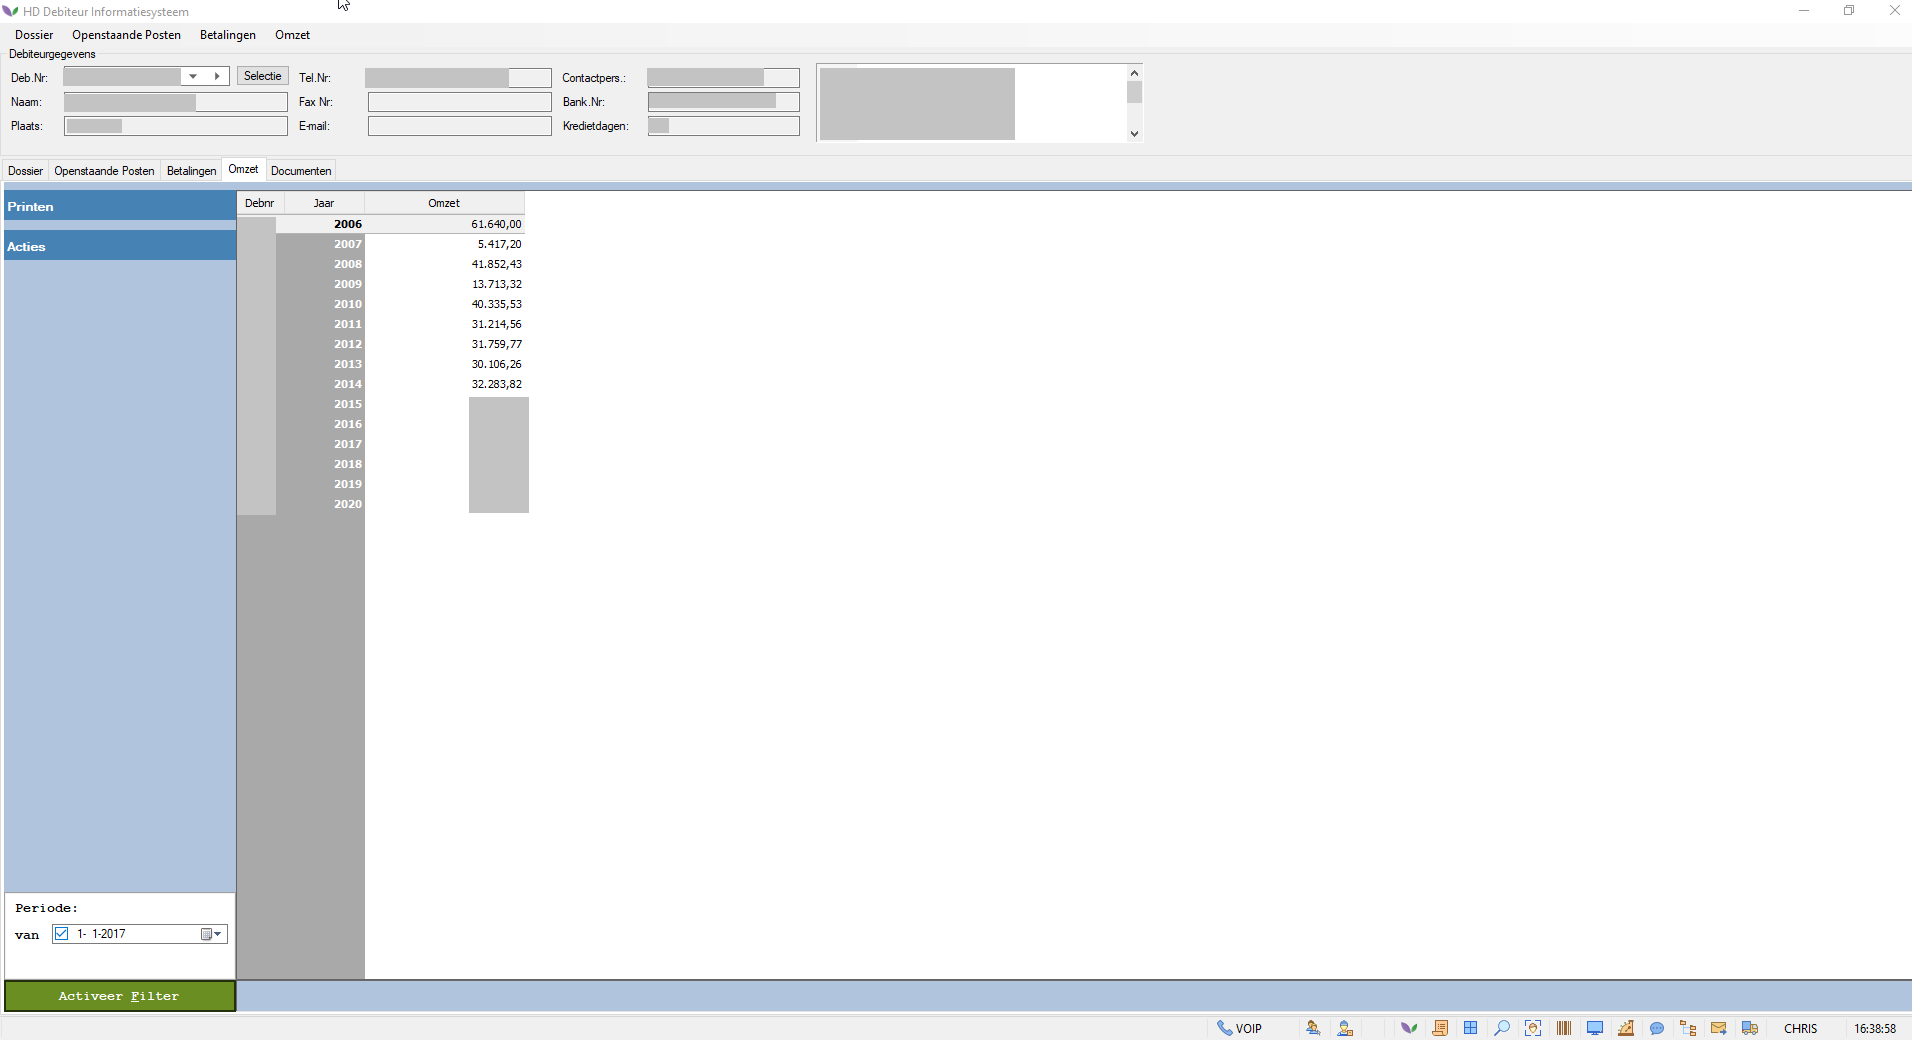 HD Debiteur Informatiesysteem
Dossier Openstaande Posten Betalingen Omzet
Debiteurgegevens
Deb.Nr: Selectie Tel.Nr: Contactpers.:
Naam: Fax Nr: Bank.Nr:
Plaats: E-mail: Kredietdagen:
Dossier Openstaande Posten Betalingen Omzet Documenten
Printen
Acties
Debnr Jaar Omzet
2006 61.640,00
2007 5.417,20
2008 41.852,43
2009 13.713,32
2010 40.335,53
2011 31.214,56
2012 31.759,77
2013 30.106,26
2014 32.283,82
2015
2016
2017
2018
2019
2020
Periode:
van 1- 1-2017
Activeer Filter
VOIP CHRIS 16:38:58